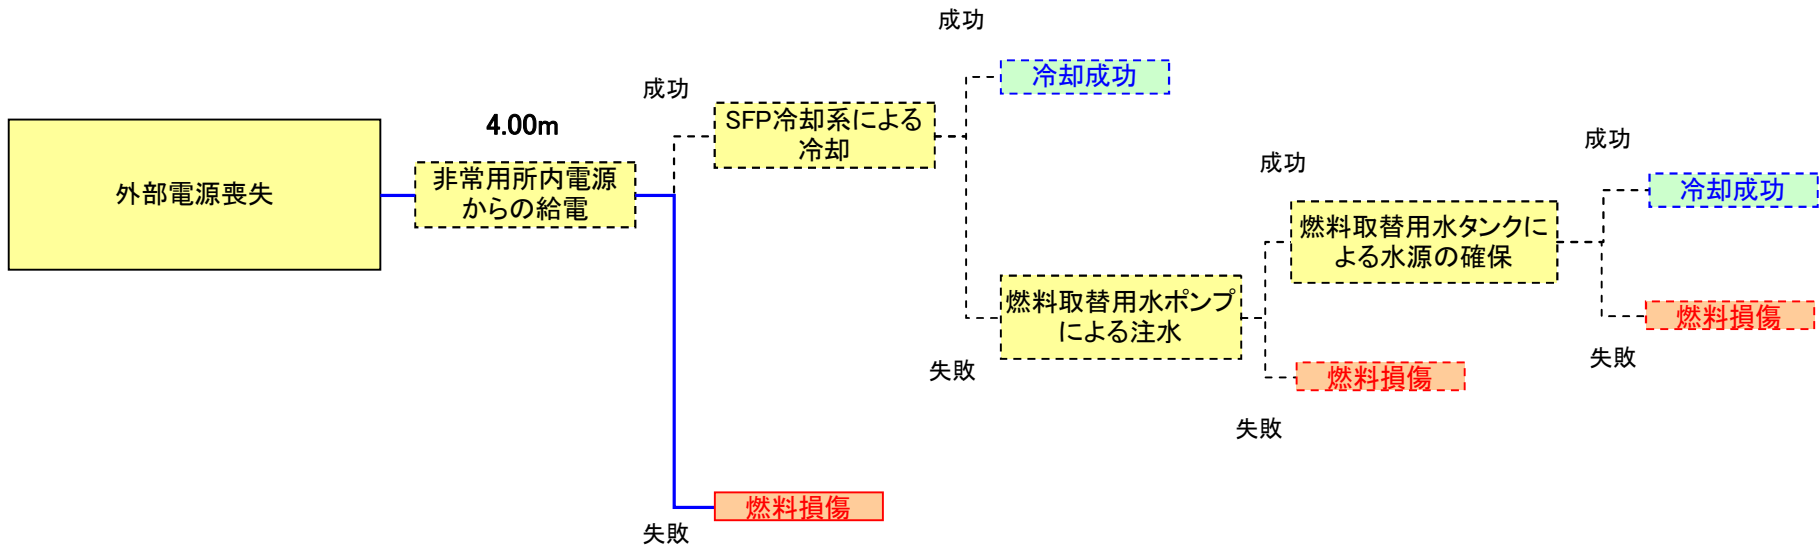 外部電源喪失
4.00m
非常用所内電源
からの給電
成功
SFP冷却系による
冷却
成功
冷却成功
失敗
燃料取替用水ポンプ
による注水
成功
燃料取替用水タンクに
よる水源の確保
成功
冷却成功
失敗
燃料損傷
失敗
燃料損傷
失敗
燃料損傷